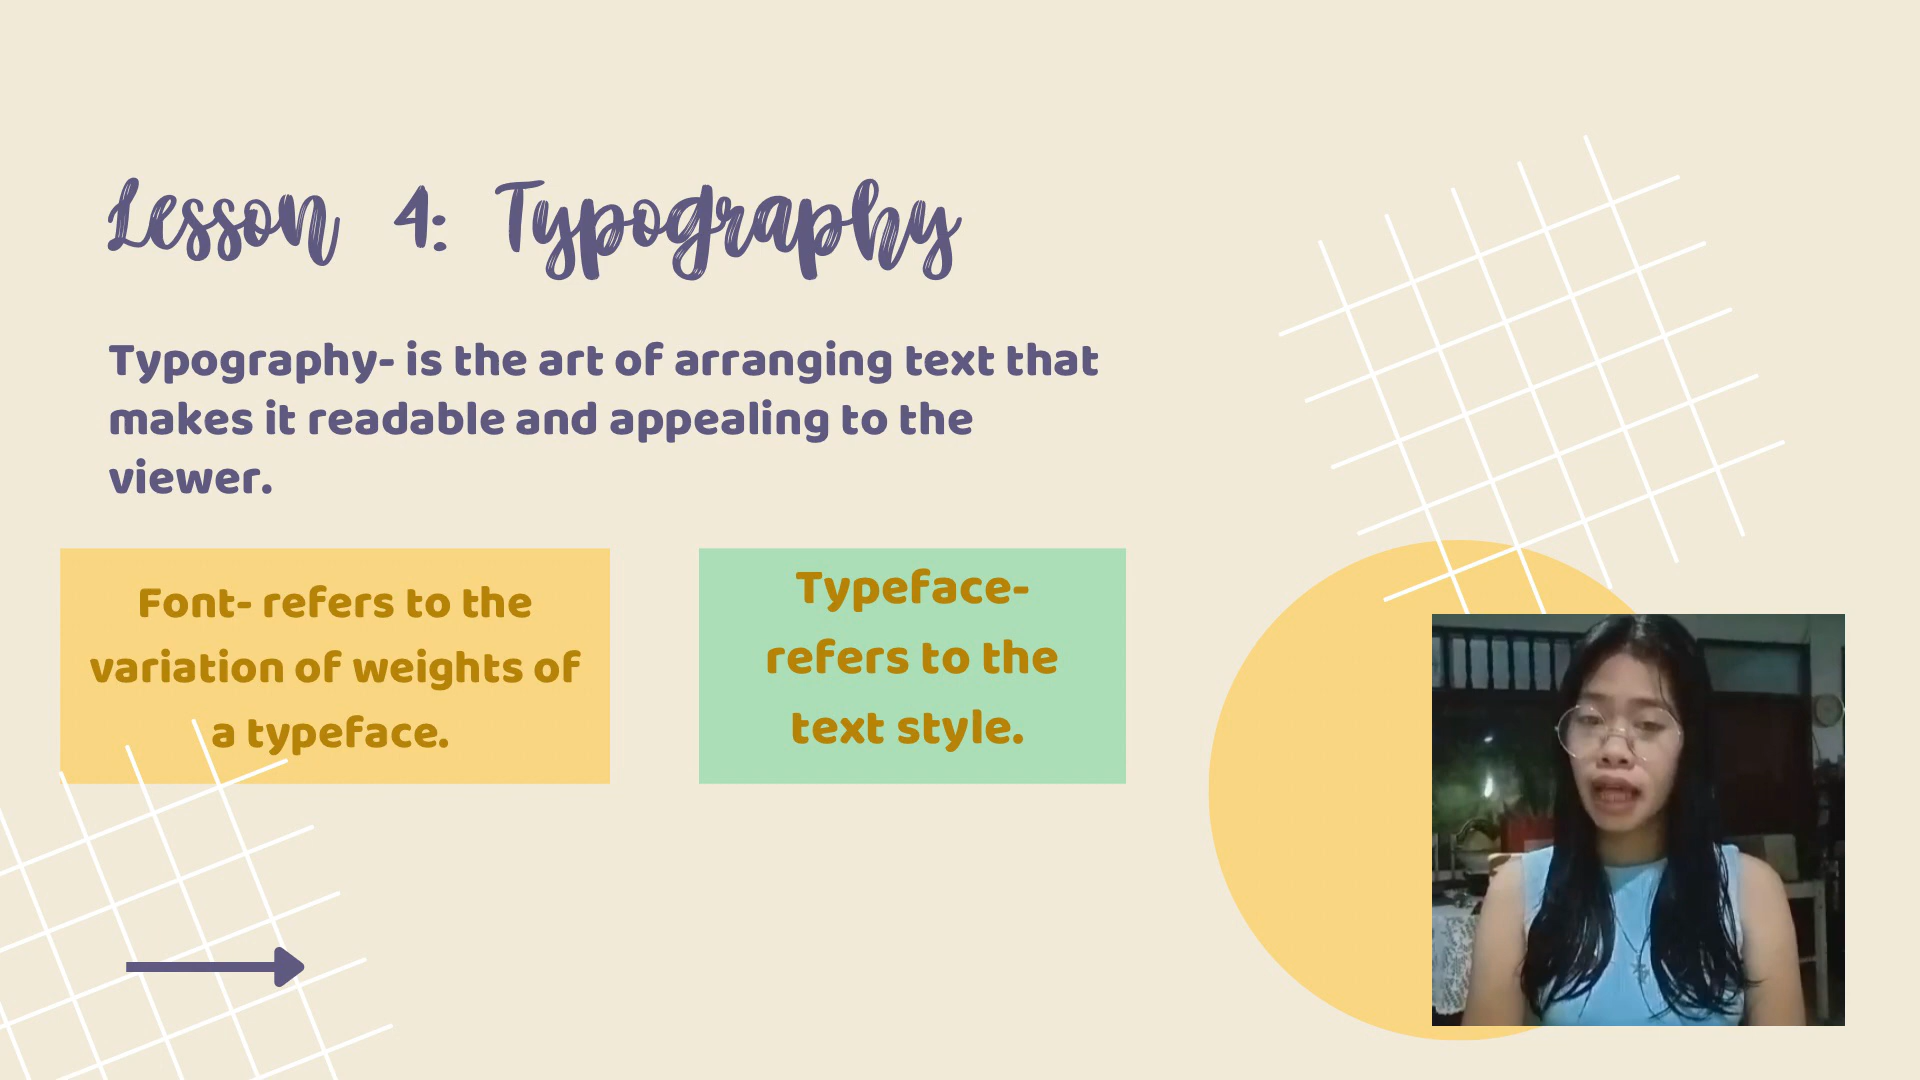 Lesson 4: Typography
Typography- is the art of arranging text that
makes it readable and appealing to the
viewer.
Font- refers to the
variation of weights of
a typeface.
Typeface-
refers to the
text style.